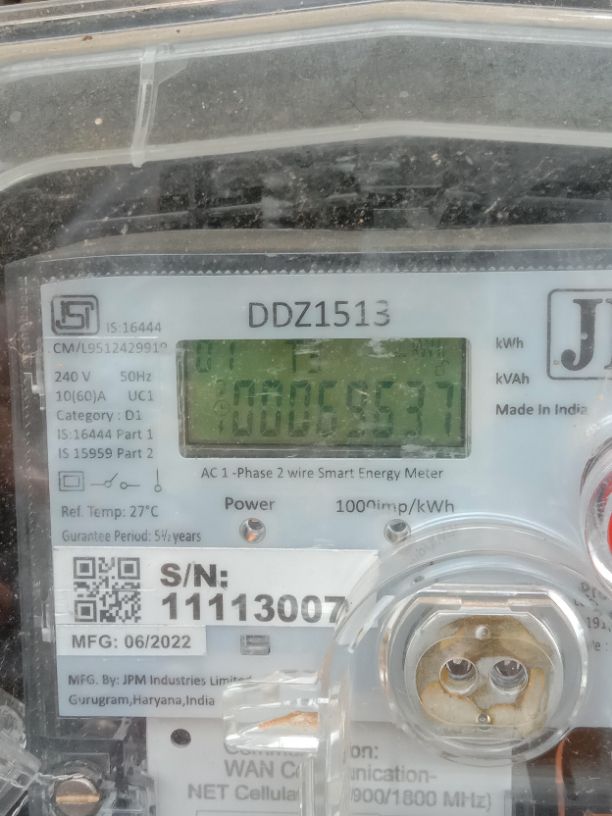 DDZ1513
IS:16444
CM/L9512429919
240 V 50Hz
10(60)A UC1
Category : D1
IS:16444 Part 1
IS 15959 Part 2
Ref. Temp: 27°C
Gurantee Period: 5½ years
01
00069537
kWh
kVAh
Made In India
AC 1 -Phase 2 wire Smart Energy Meter
Power
1000imp/kWh
S/N:
11113007
MFG: 06/2022
MFG. By: JPM Industries Limited
Gurugram,Haryana,India
WAN
NET 900/1800 MHz)